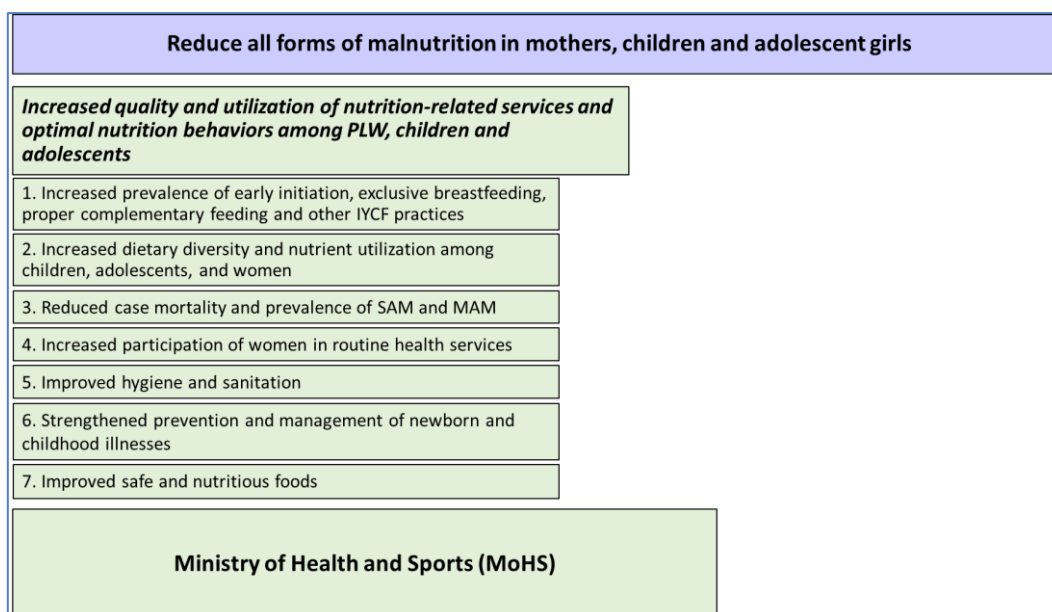 Reduce all forms of malnutrition in mothers, children and adolescent girls
Increased quality and utilization of nutrition-related services and
optimal nutrition behaviors among PLW, children and
adolescents
1. Increased prevalence of early initiation, exclusive breastfeeding,
proper complementary feeding and other IYCF practices
2. Increased dietary diversity and nutrient utilization among
children, adolescents, and women
3. Reduced case mortality and prevalence of SAM and MAM
4. Increased participation of women in routine health services
5. Improved hygiene and sanitation
6. Strengthened prevention and management of newborn and
childhood illnesses
7. Improved safe and nutritious foods
Ministry of Health and Sports (MoHS)